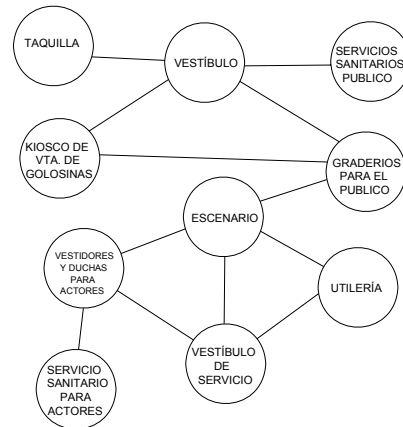 TAQUILLA
VESTÍBULO
SERVICIOS
SANITARIOS
PUBLICO
KIOSCO DE
VTA. DE
GOLOSINAS
GRADERIOS
PARA EL
PUBLICO
ESCENARIO
VESTIDORES
Y DUCHAS
PARA
ACTORES
UTILERÍA
VESTÍBULO
DE
SERVICIO
SERVICIO
SANITARIO
PARA
ACTORES